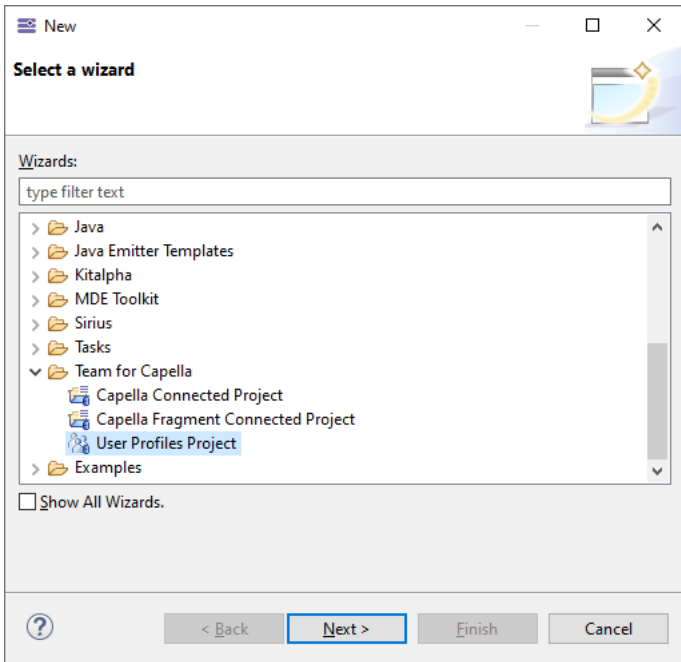 New
Select a wizard
Wizards:
type filter text
Java
Java Emitter Templates
Kitalpha
MDE Toolkit
Sirius
Tasks
Team for Capella
Capella Connected Project
Capella Fragment Connected Project
User Profiles Project
Examples
Show All Wizards.
? < Back Next > Finish Cancel